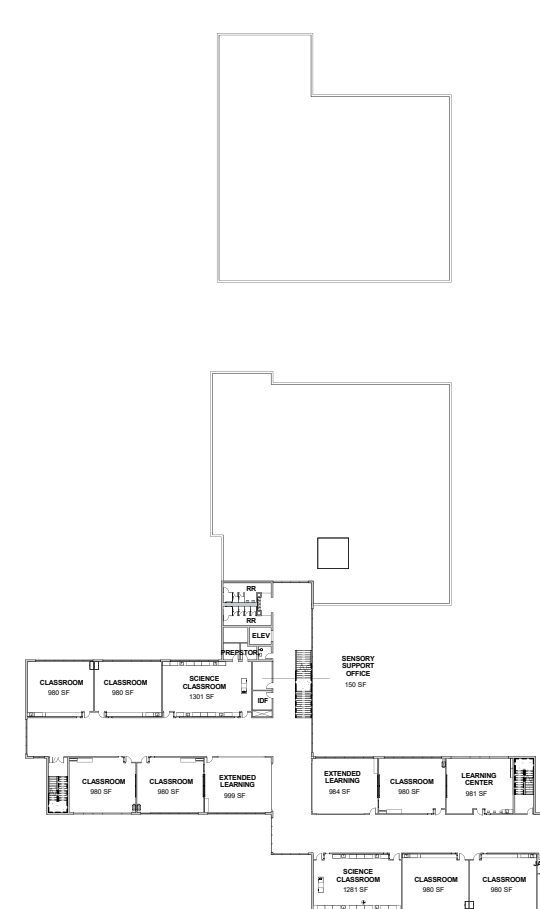 RR
RR
ELEV
PREP
STOR.
SENSORY
SUPPORT
OFFICE
150 SF
CLASSROOM
980 SF
CLASSROOM
980 SF
SCIENCE
CLASSROOM
1301 SF
IDF
CLASSROOM
980 SF
CLASSROOM
980 SF
EXTENDED
LEARNING
999 SF
EXTENDED
LEARNING
984 SF
CLASSROOM
980 SF
LEARNING
CENTER
981 SF
SCIENCE
CLASSROOM
1281 SF
CLASSROOM
980 SF
CLASSROOM
980 SF